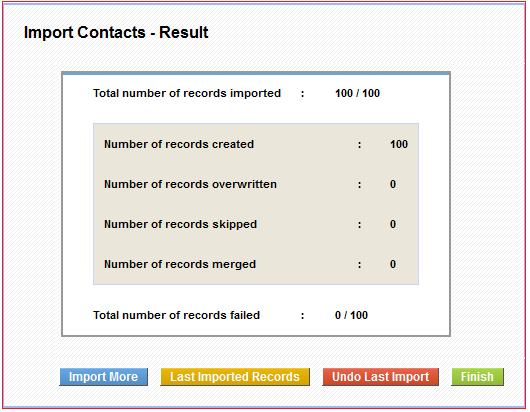 Import Contacts - Result
Total number of records imported : 100 / 100
Number of records created : 100
Number of records overwritten : 0
Number of records skipped : 0
Number of records merged : 0
Total number of records failed : 0 / 100
Import More Last Imported Records Undo Last Import Finish